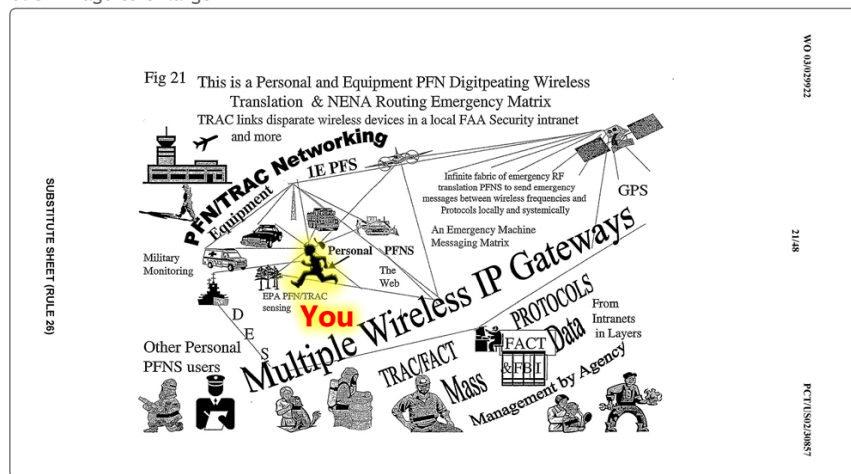 Fig 21 This is a Personal and Equipment PFN Digitpeating Wireless
Translation & NENA Routing Emergency Matrix
TRAC links disparate wireless devices in a local FAA Security intranet
and more
PFN/TRAC Networking
Equipment
1E PFS
Infinite fabric of emergency RF
translation PFNS to send emergency
messages between wireless frequencies and
Protocols locally and systemically
GPS
An Emergency Machine
Messaging Matrix
Military
Monitoring
Personal PFNS
The
Web
EPA PFN/TRAC
sensing
You
D
E
S
Multiple Wireless IP Gateways
PROTOCOLS
Data
From
Intranets
in Layers
FACT
&FBI
Other Personal
PFNS users
TRAC/FACT
Mass
Management by Agency
SUBSTITUTE SHEET (RULE 26)
WO 03/029922
21/48
PCT/US02/30857